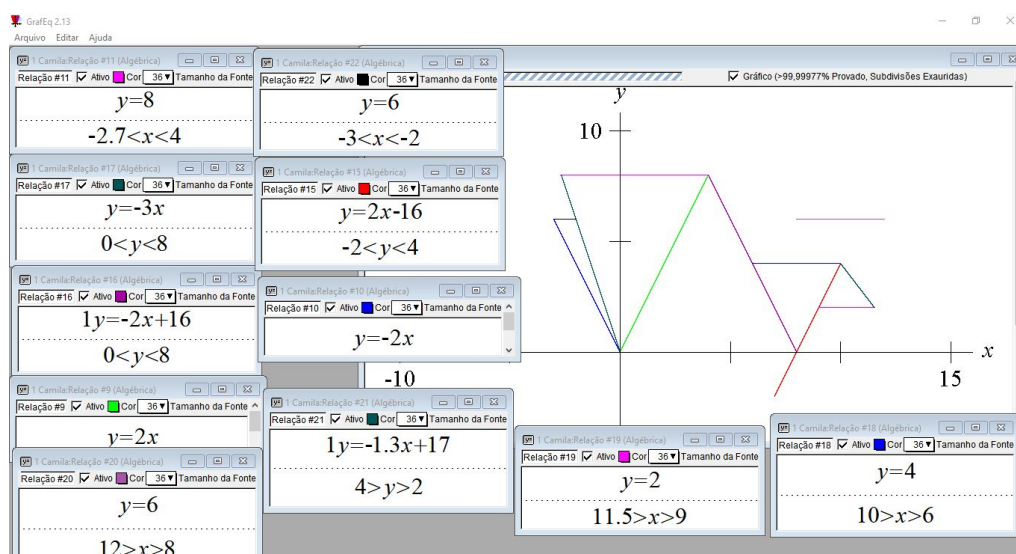 GrafEq 2.13
Arquivo Editar Ajuda
1 Camila:Relação #11 (Algébrica)
Relação #11 Ativo Cor 36 Tamanho da Fonte
y=8
-2.7<x<4
1 Camila:Relação #22 (Algébrica)
Relação #22 Ativo Cor 36 Tamanho da Fonte
y=6
-3<x<-2
Gráfico (>99,99977% Provado, Subdivisões Exauridas)
1 Camila:Relação #17 (Algébrica)
Relação #17 Ativo Cor 36 Tamanho da Fonte
y=-3x
0<y<8
1 Camila:Relação #15 (Algébrica)
Relação #15 Ativo Cor 36 Tamanho da Fonte
y=2x-16
-2<y<4
1 Camila:Relação #16 (Algébrica)
Relação #16 Ativo Cor 36 Tamanho da Fonte
1y=-2x+16
0<y<8
1 Camila:Relação #10 (Algébrica)
Relação #10 Ativo Cor 36 Tamanho da Fonte
y=-2x
1 Camila:Relação #9 (Algébrica)
Relação #9 Ativo Cor 36 Tamanho da Fonte
y=2x
1 Camila:Relação #20 (Algébrica)
Relação #20 Ativo Cor 36 Tamanho da Fonte
y=6
12>x>8
1 Camila:Relação #21 (Algébrica)
Relação #21 Ativo Cor 36 Tamanho da Fonte
1y=-1.3x+17
4>y>2
1 Camila:Relação #19 (Algébrica)
Relação #19 Ativo Cor 36 Tamanho da Fonte
y=2
11.5>x>9
1 Camila:Relação #18 (Algébrica)
Relação #18 Ativo Cor 36 Tamanho da Fonte
y=4
10>x>6
y
10
x
-10
15